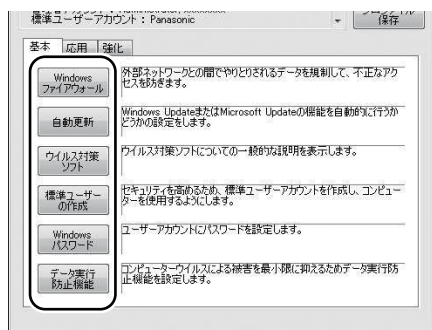 標準ユーザーアカウント : Panasonic
保存
基本 応用 強化
Windows
ファイアウォール
外部ネットワークとの間でやりとりされるデータを規制して、不正なアク
セスを防ぎます。
自動更新
Windows UpdateまたはMicrosoft Updateの機能を自動的に行うか
どうかの設定をします。
ウイルス対策
ソフト
ウイルス対策ソフトについての一般的な説明を表示します。
標準ユーザー
の作成
セキュリティを高めるため、標準ユーザーアカウントを作成し、コンピュー
ターを使用するようにします。
Windows
パスワード
ユーザーアカウントにパスワードを設定します。
データ実行
防止機能
コンピューターウイルスによる被害を最小限に抑えるためデータ実行防
止機能を設定します。